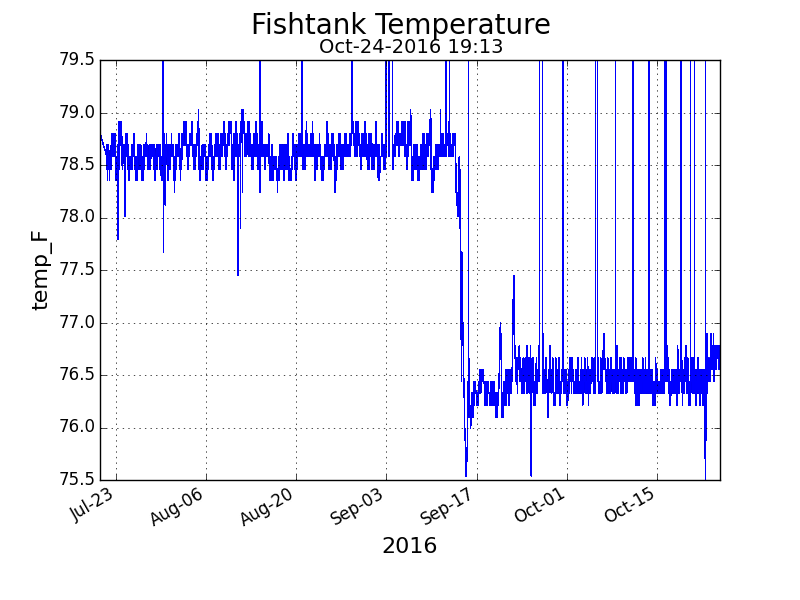 Fishtank Temperature
Oct-24-2016 19:13
79.5
79.0
78.5
78.0
77.5
77.0
76.5
76.0
75.5
temp_F
Jul-23
Aug-06
Aug-20
Sep-03
Sep-17
Oct-01
Oct-15
2016